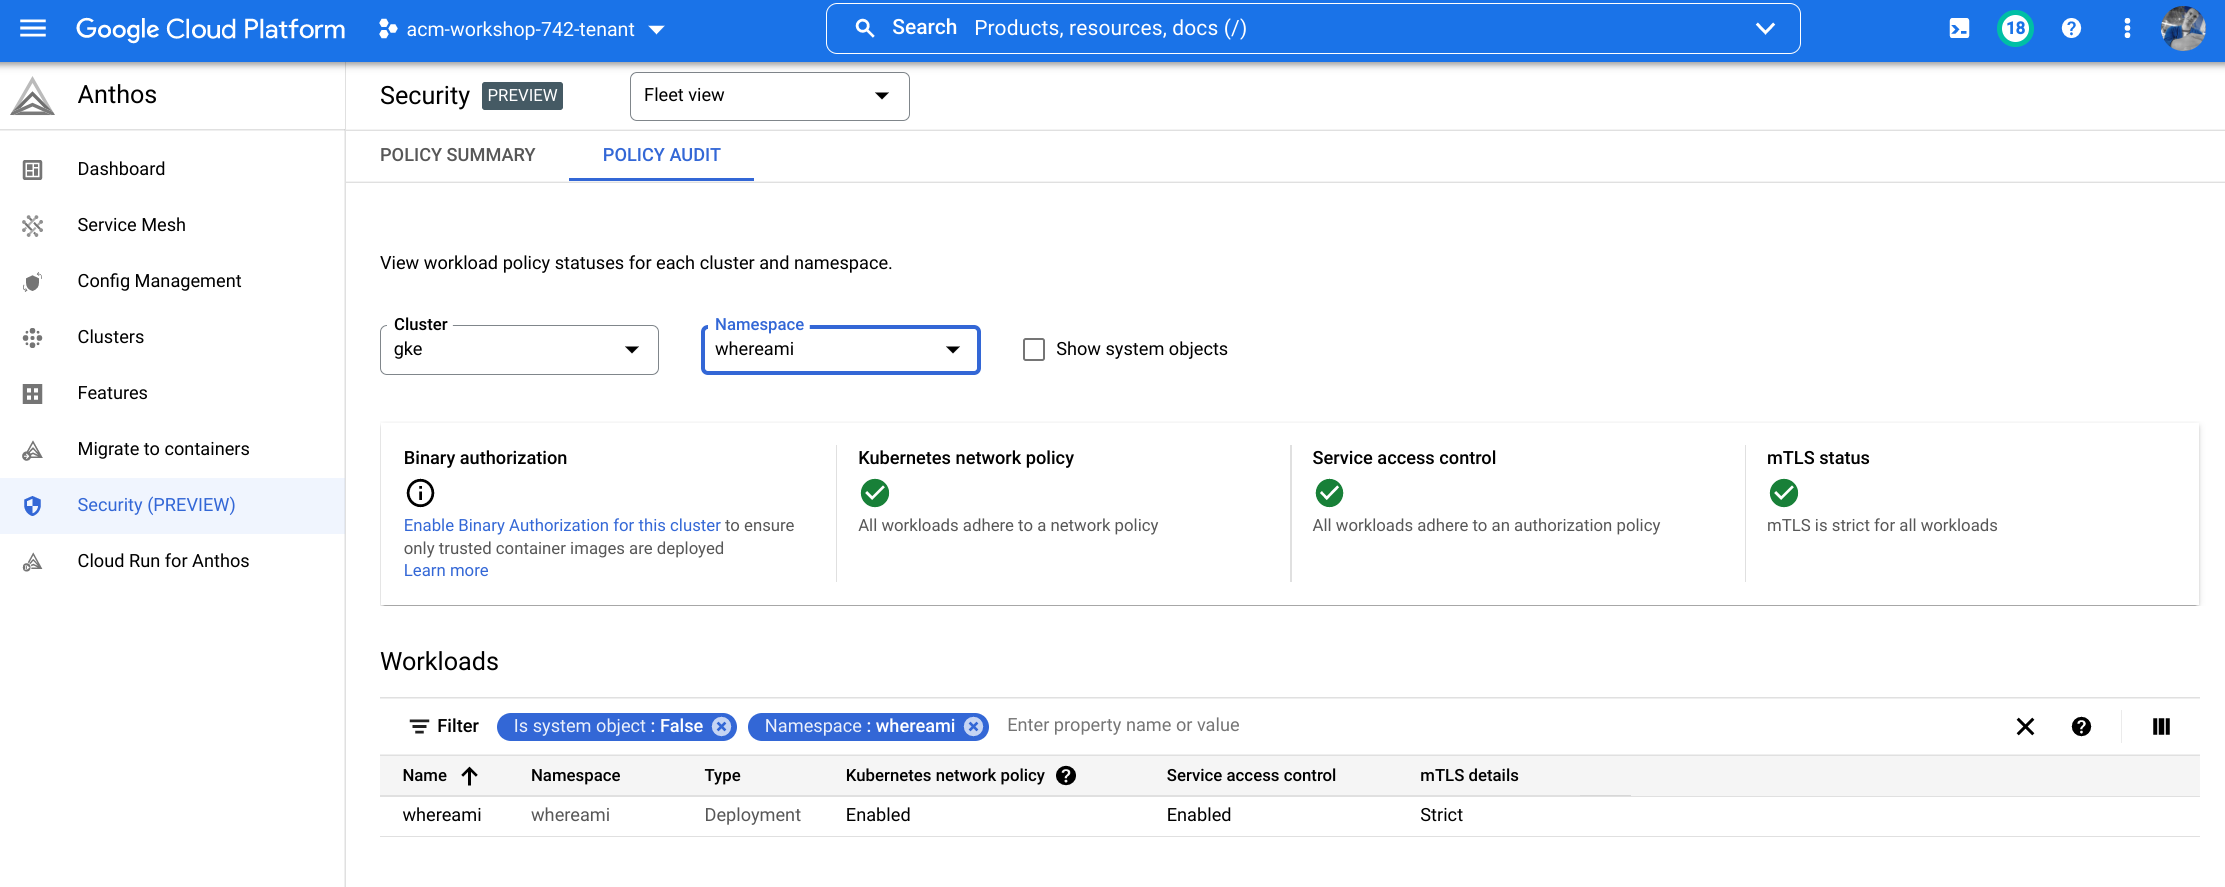 Google Cloud Platform
acm-workshop-742-tenant
Search Products, resources, docs (/)
18
Anthos
Security PREVIEW
Fleet view
Dashboard
Service Mesh
Config Management
Clusters
Features
Migrate to containers
Security (PREVIEW)
Cloud Run for Anthos
POLICY SUMMARY
POLICY AUDIT
View workload policy statuses for each cluster and namespace.
Cluster
gke
Namespace
whereami
Show system objects
Binary authorization
Enable Binary Authorization for this cluster to ensure
only trusted container images are deployed
Learn more
Kubernetes network policy
All workloads adhere to a network policy
Service access control
All workloads adhere to an authorization policy
mTLS status
mTLS is strict for all workloads
Workloads
Filter Is system object : False Namespace : whereami Enter property name or value
Name Namespace Type Kubernetes network policy Service access control mTLS details
whereami whereami Deployment Enabled Enabled Strict